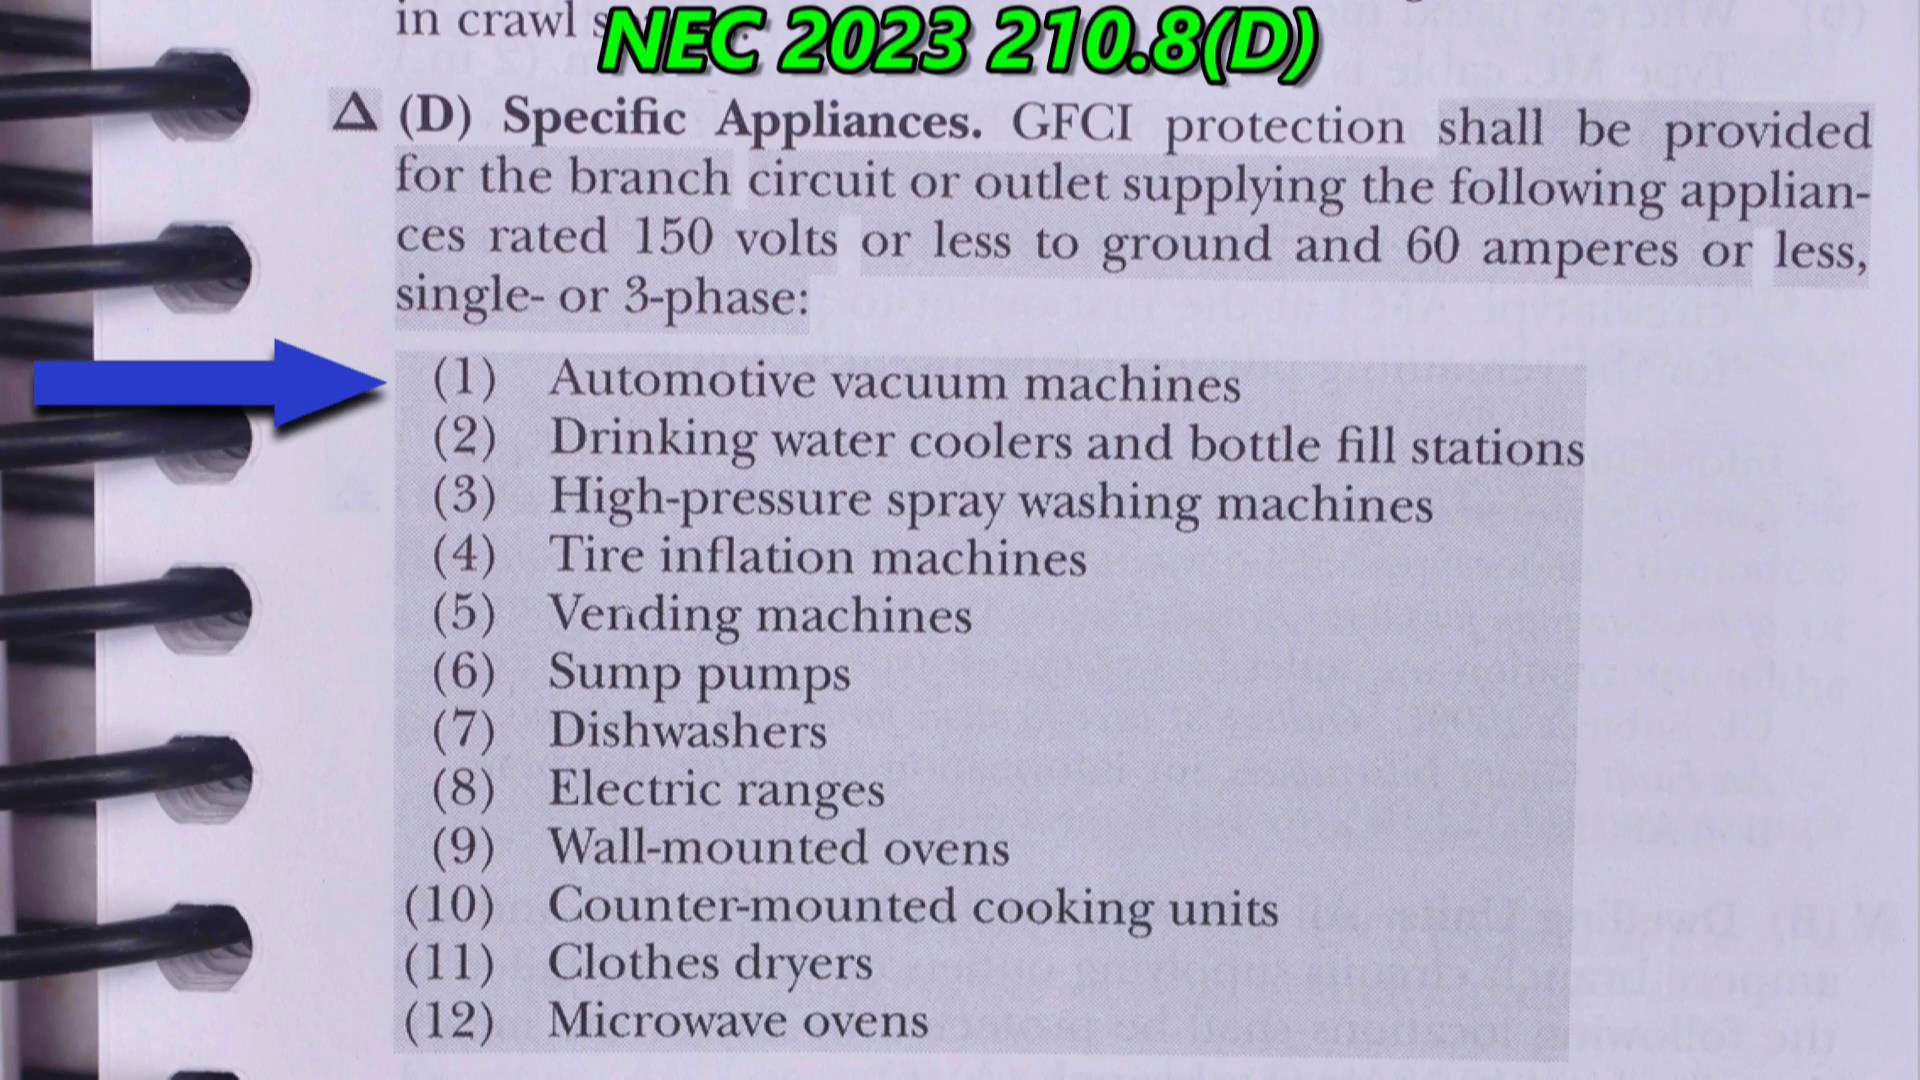 in crawl
NEC 2023 210.8(D)
Δ (D) Specific Appliances. GFCI protection shall be provided
for the branch circuit or outlet supplying the following applian-
ces rated 150 volts or less to ground and 60 amperes or less,
single- or 3-phase:
(1) Automotive vacuum machines
(2) Drinking water coolers and bottle fill stations
(3) High-pressure spray washing machines
(4) Tire inflation machines
(5) Vending machines
(6) Sump pumps
(7) Dishwashers
(8) Electric ranges
(9) Wall-mounted ovens
(10) Counter-mounted cooking units
(11) Clothes dryers
(12) Microwave ovens